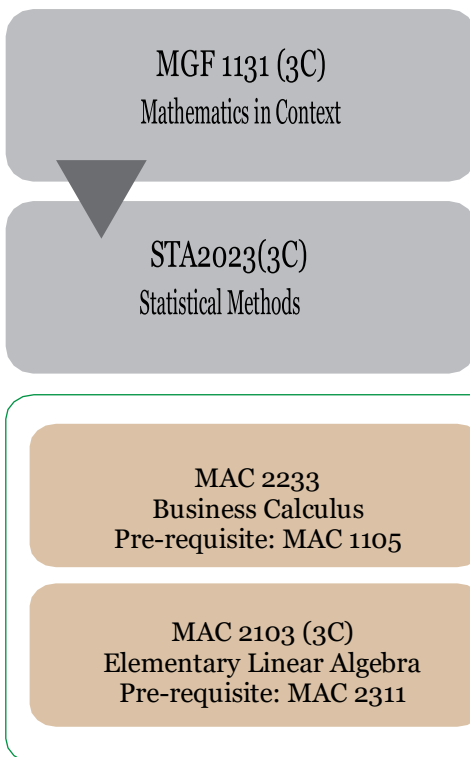 MGF 1131 (3C)
Mathematics in Context
STA2023(3C)
Statistical Methods
MAC 2233
Business Calculus
Pre-requisite: MAC 1105
MAC 2103 (3C)
Elementary Linear Algebra
Pre-requisite: MAC 2311